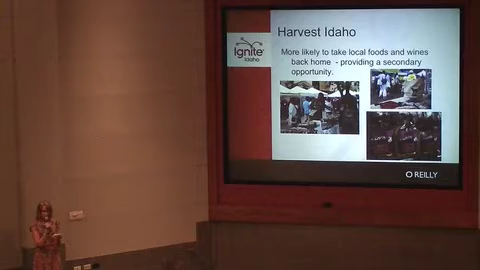 Harvest Idaho
Ignite
Idaho
More likely to take local foods and wines
back home - providing a secondary
opportunity.
O REILLY